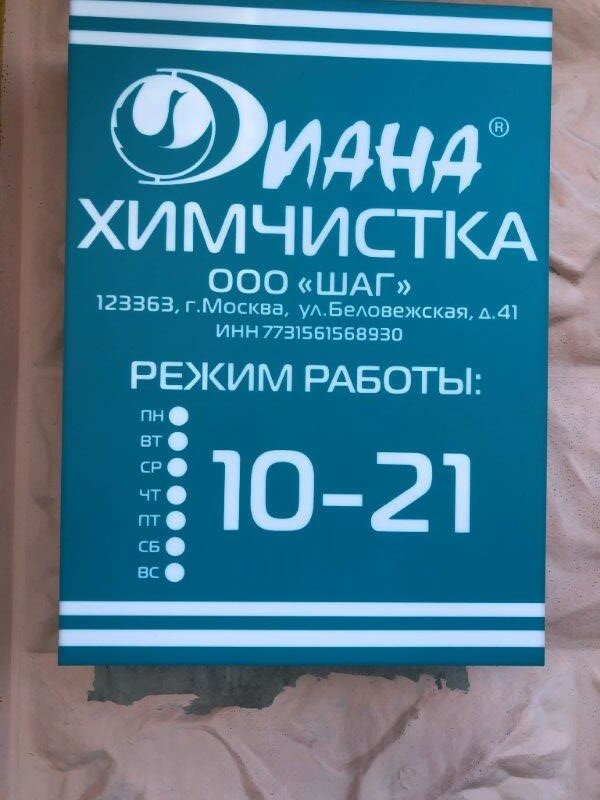 Диана®
ХИМЧИСТКА
ООО «ШАГ»
123363, г.Москва, ул.Беловежская, д.41
ИНН 7731561568930
РЕЖИМ РАБОТЫ:
ПН
ВТ
СР
ЧТ
ПТ
СБ
ВС
10-21